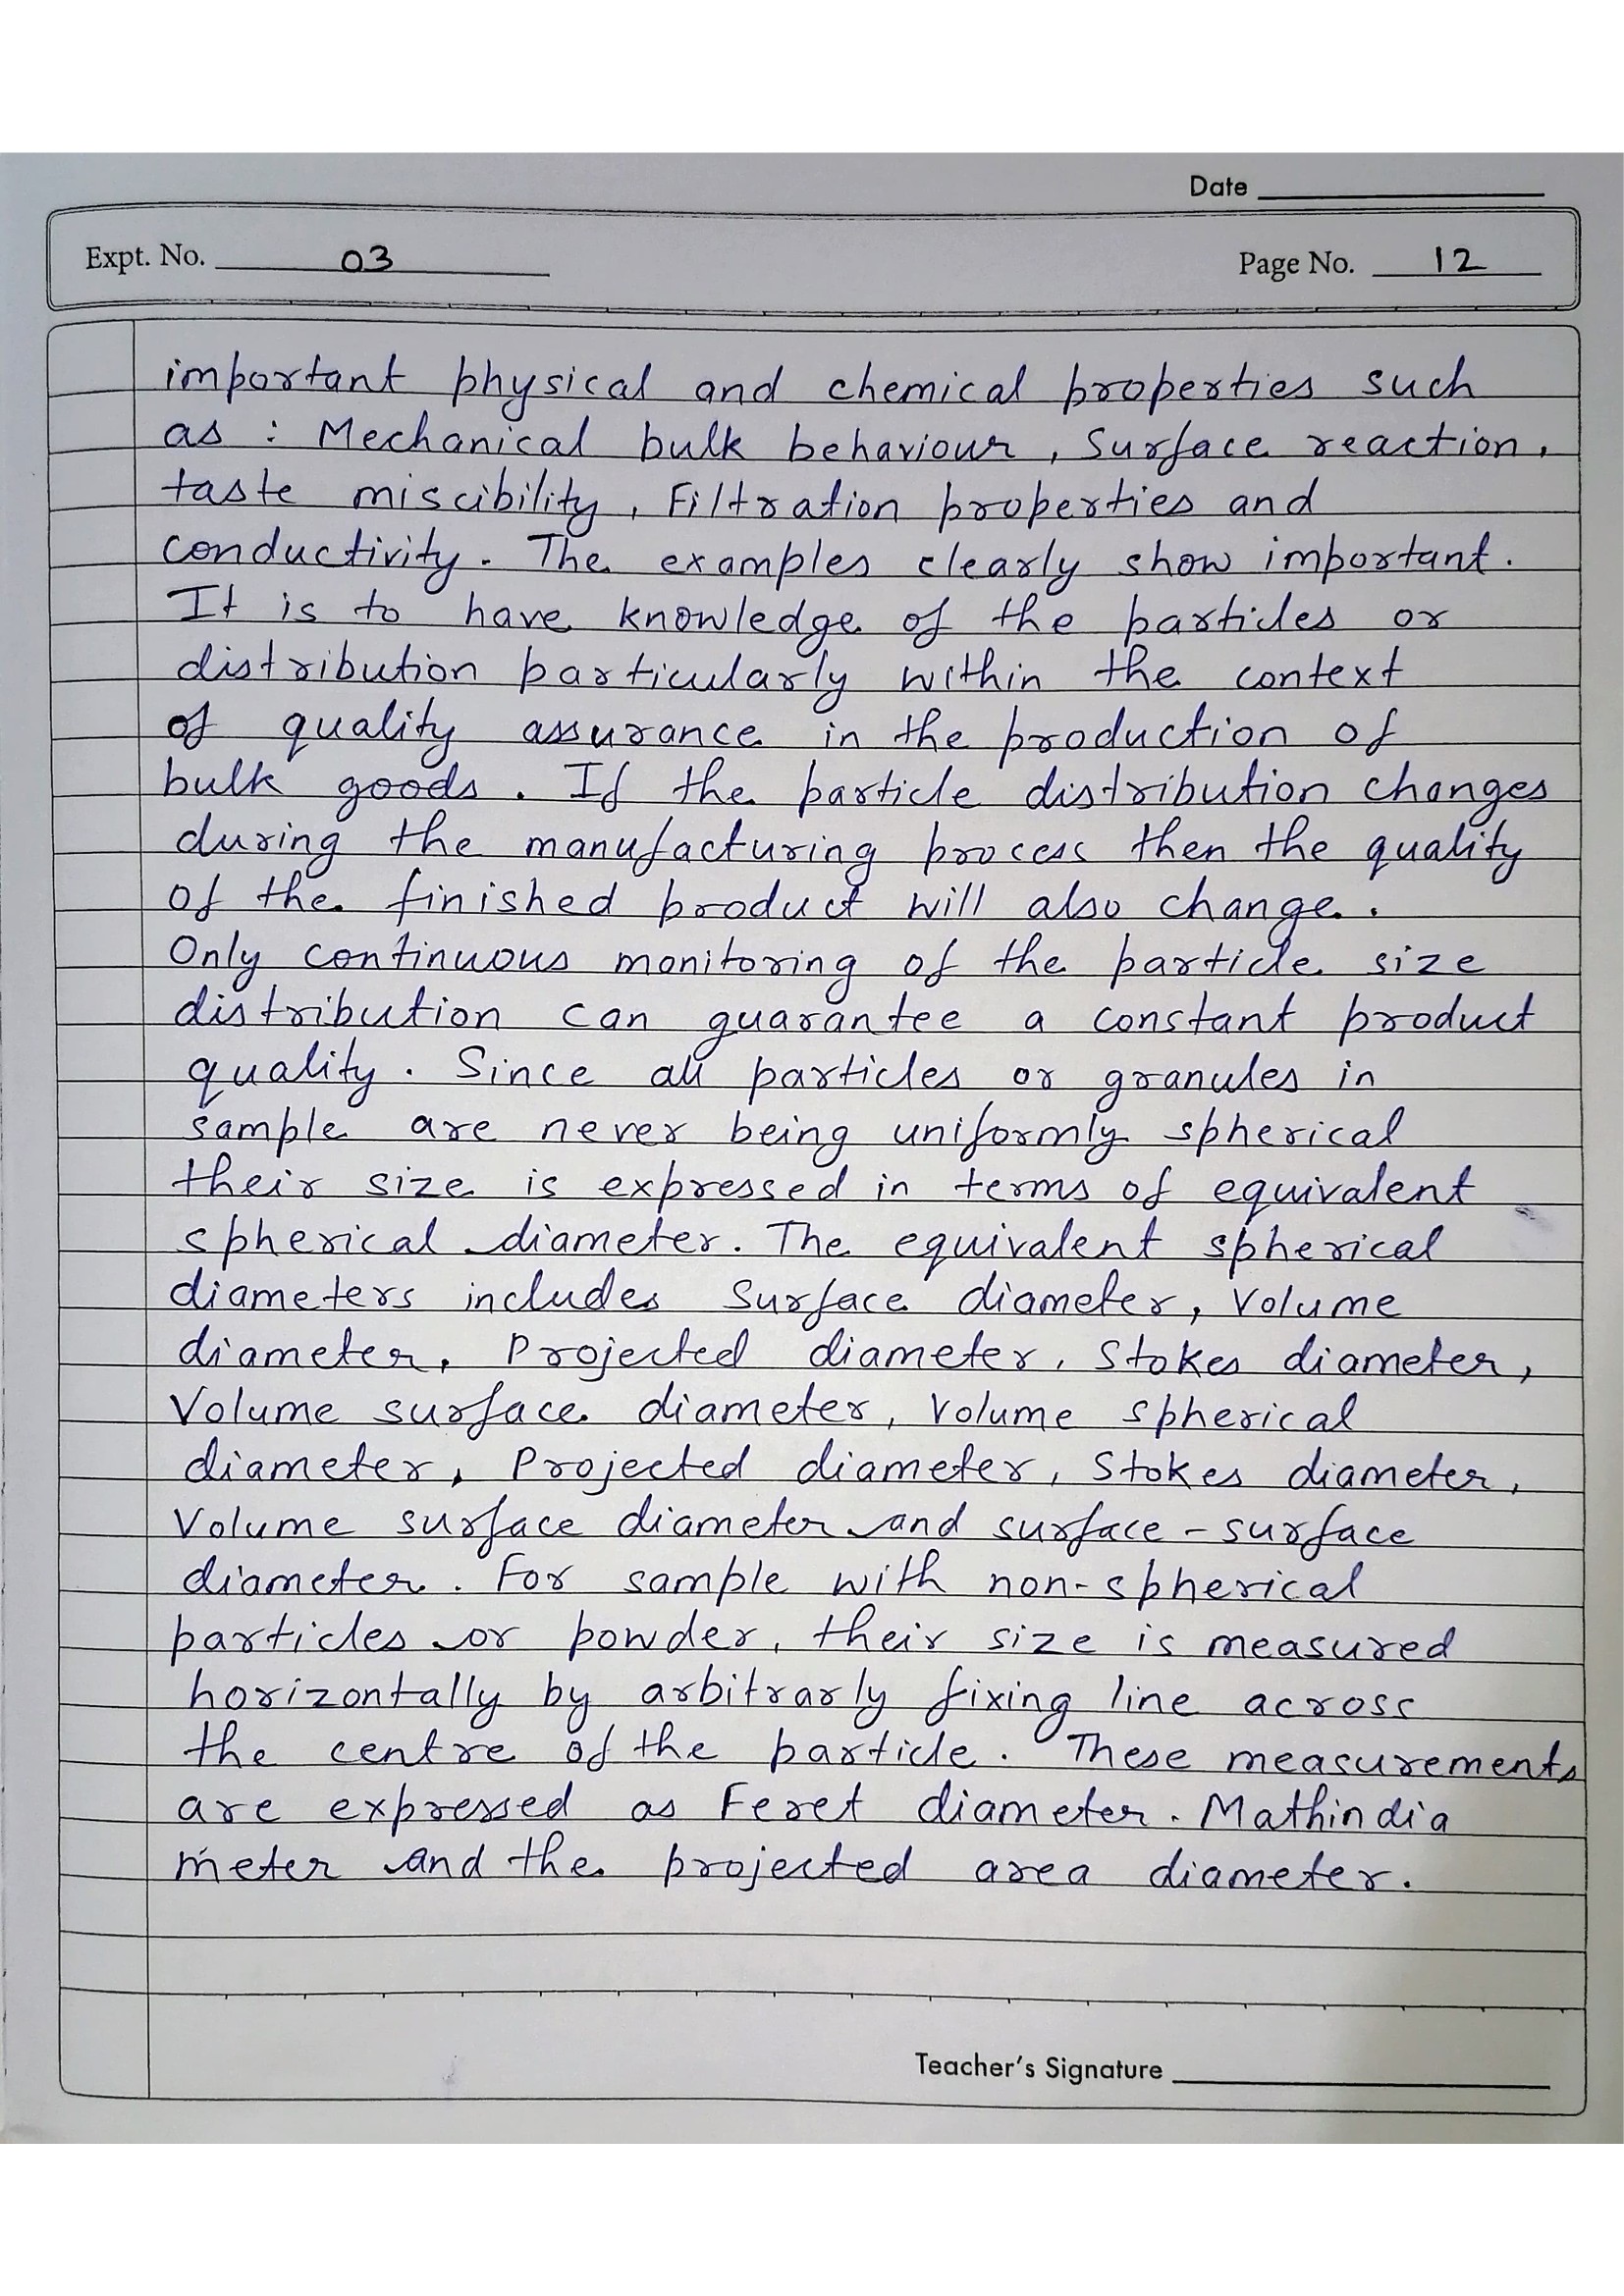 Date
Expt. No. 03 Page No. 12
important physical and chemical properties such
as : Mechanical bulk behaviour, Surface reaction,
taste miscibility, Filtration properties and
conductivity. The examples clearly show important.
It is to have knowledge of the particles or
distribution particularly within the context
of quality assurance in the production of
bulk goods. If the particle distribution changes
during the manufacturing process then the quality
of the finished product will also change.
Only continuous monitoring of the particle size
distribution can guarantee a constant product
quality. Since all particles or granules in
sample are never being uniformly spherical
their size is expressed in terms of equivalent
spherical diameter. The equivalent spherical
diameters includes Surface diameter, Volume
diameter, Projected diameter, Stokes diameter,
Volume surface diameter, Volume spherical
diameter, Projected diameter, Stokes diameter,
Volume surface diameter and surface-surface
diameter. For sample with non-spherical
particles or powder, their size is measured
horizontally by arbitrarly fixing line across
the centre of the particle. These measurements
are expressed as Feret diameter. Mathin dia
meter and the projected area diameter.
Teacher's Signature